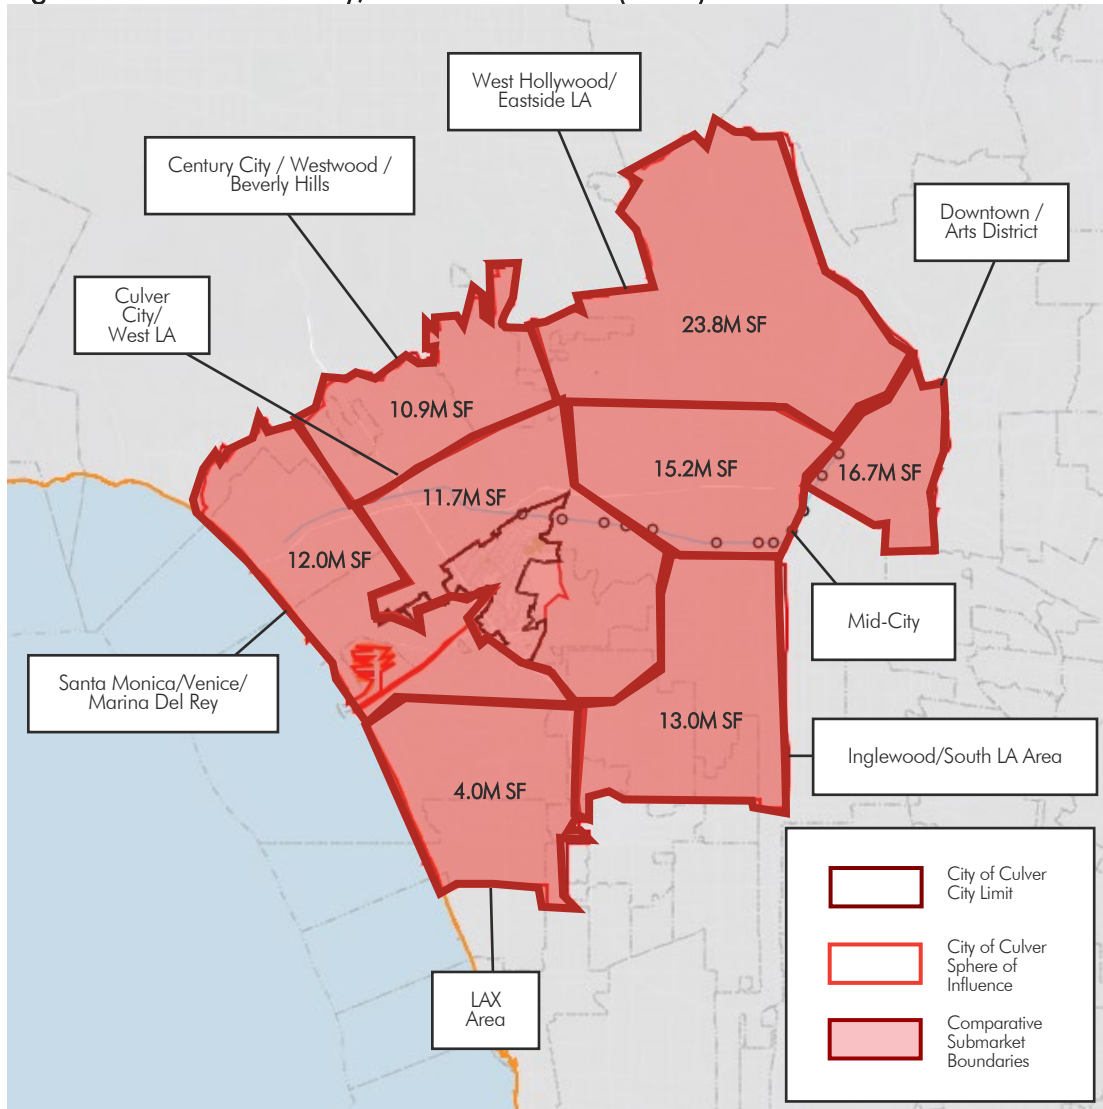 West Hollywood/
Eastside LA
Century City / Westwood /
Beverly Hills
Downtown /
Arts District
Culver
City/
West LA
23.8M SF
10.9M SF
15.2M SF
16.7M SF
11.7M SF
12.0M SF
Mid-City
Santa Monica/Venice/
Marina Del Rey
13.0M SF
Inglewood/South LA Area
4.0M SF
City of Culver
City Limit
City of Culver
Sphere of
Influence
LAX
Area
Comparative
Submarket
Boundaries